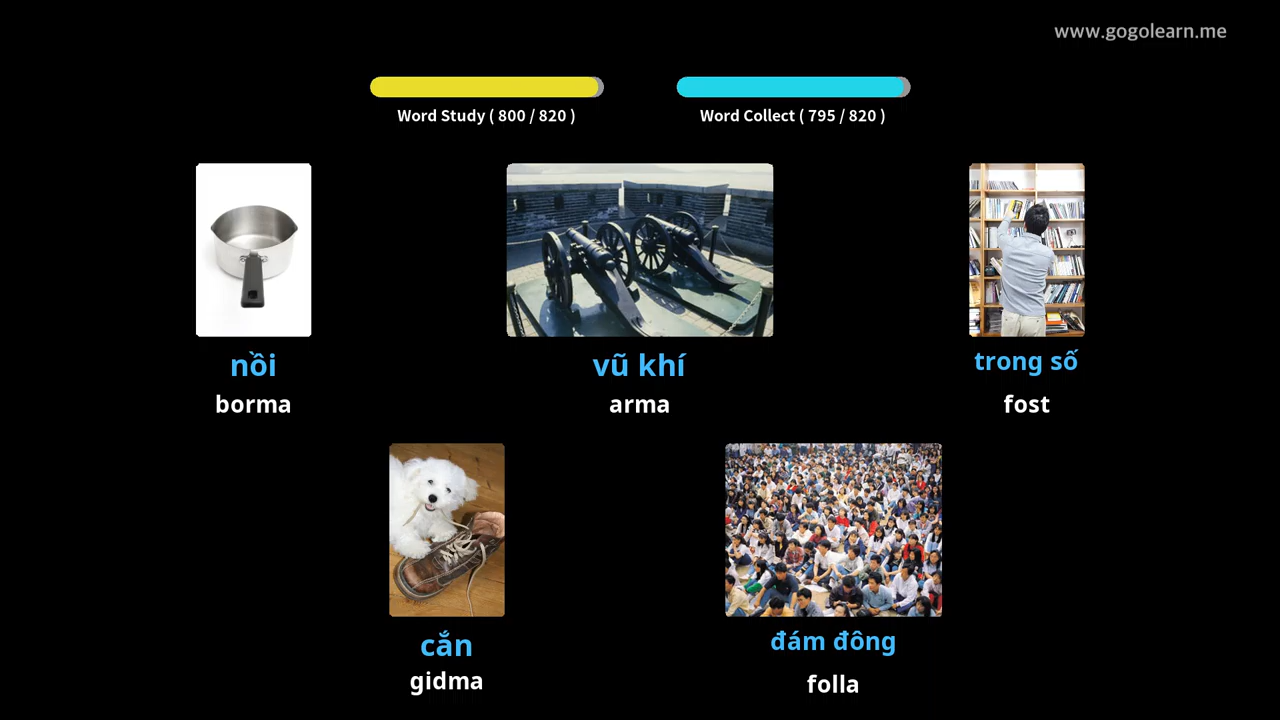 www.gogolearn.me
Word Study ( 800 / 820 )
Word Collect ( 795 / 820 )
nồi
borma
vũ khí
arma
trong số
fost
cắn
gidma
đám đông
folla